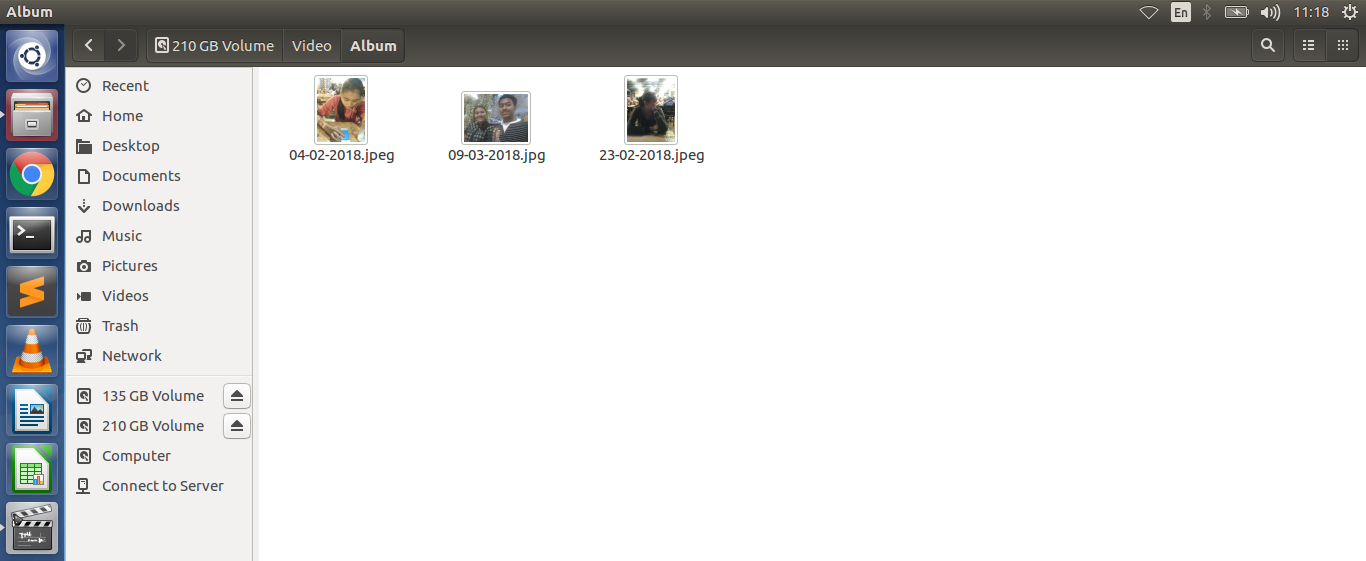 Album
En
11:18
210 GB Volume Video Album
Recent
Home
Desktop
Documents
Downloads
Music
Pictures
Videos
Trash
Network
135 GB Volume
210 GB Volume
Computer
Connect to Server
04-02-2018.jpeg
09-03-2018.jpg
23-02-2018.jpeg